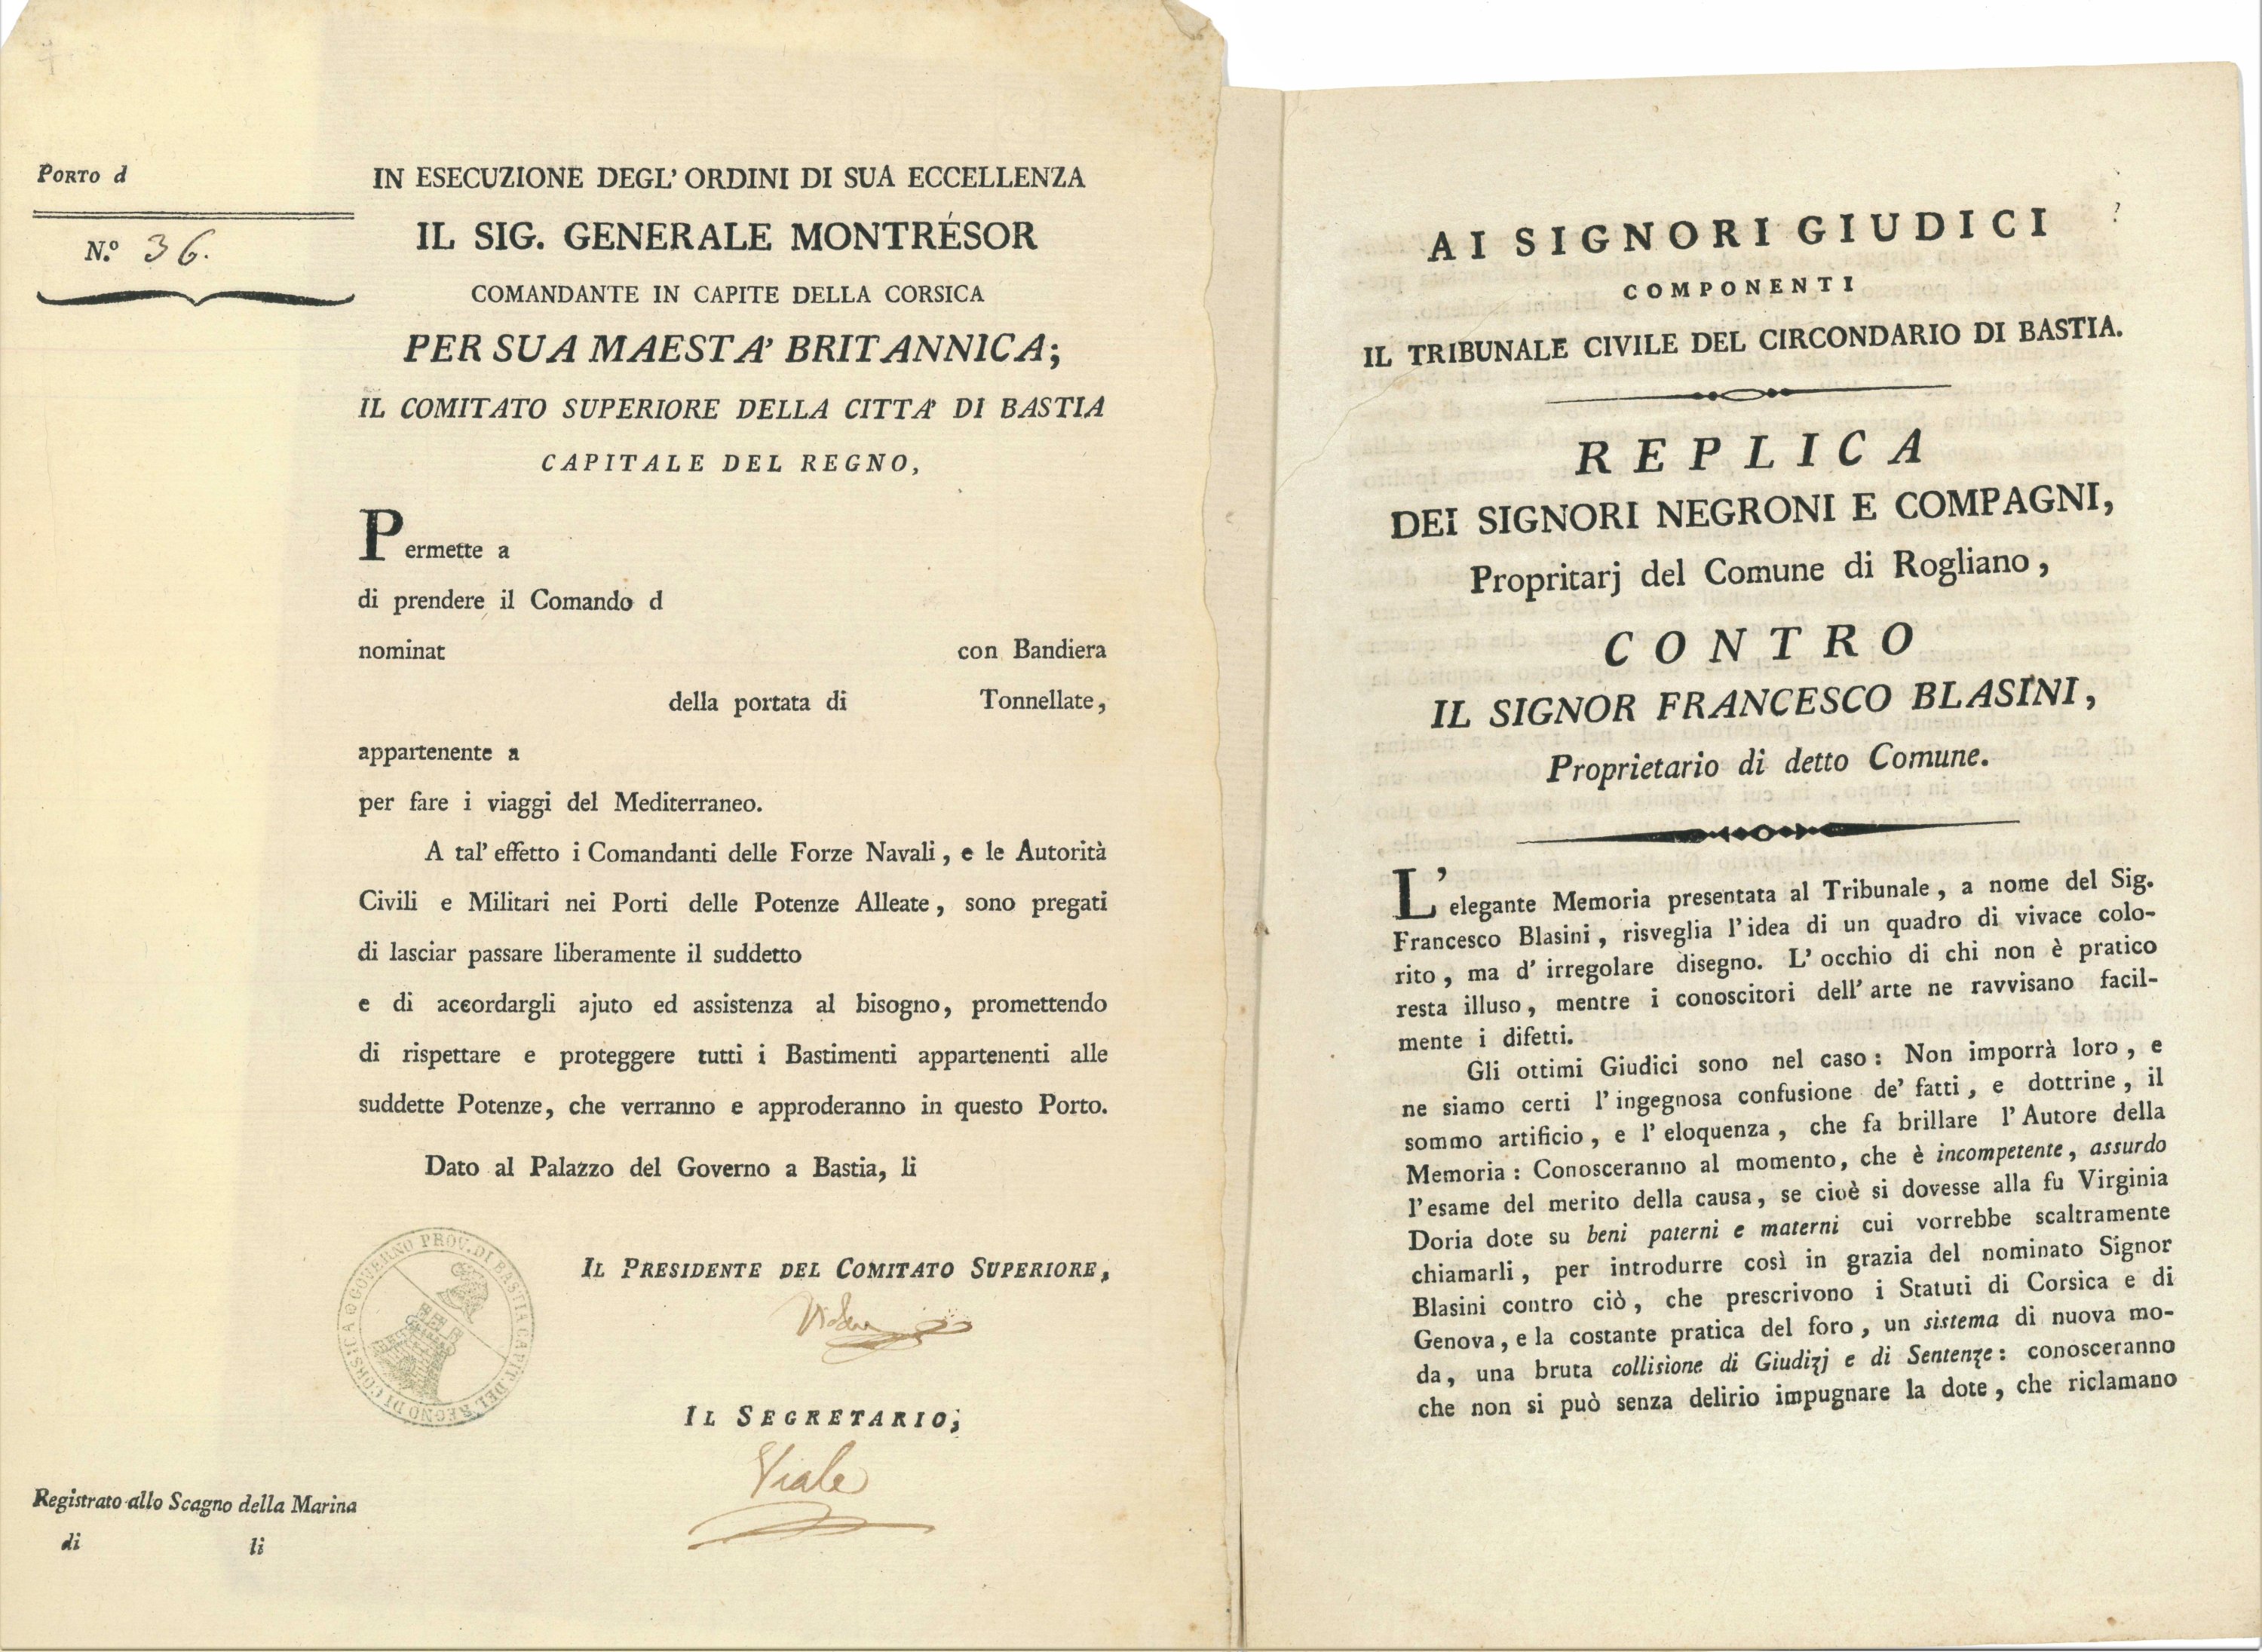 PORTO d
N.º 36.
IN ESECUZIONE DEGL' ORDINI DI SUA ECCELLENZA
IL SIG. GENERALE MONTRÉSOR
COMANDANTE IN CAPITE DELLA CORSICA
PER SUA MAESTA' BRITANNICA;
IL COMITATO SUPERIORE DELLA CITTA' DI BASTIA
CAPITALE DEL REGNO,
Permette a
di prendere il Comando d
nominat con Bandiera
della portata di Tonnellate,
appartenente a
per fare i viaggi del Mediterraneo.
A tal' effetto i Comandanti delle Forze Navali, e le Autorità
Civili e Militari nei Porti delle Potenze Alleate, sono pregati
di lasciar passare liberamente il suddetto
e di accordargli ajuto ed assistenza al bisogno, promettendo
di rispettare e proteggere tutti i Bastimenti appartenenti alle
suddette Potenze, che verranno e approderanno in questo Porto.
Dato al Palazzo del Governo a Bastia, li
GOVERNO PROV. DI BASTIA CAPIT. DEL REGNO DI CORSICA
IL PRESIDENTE DEL COMITATO SUPERIORE,
IL SEGRETARIO;
Viale
Registrato allo Scagno della Marina
di li
AI SIGNORI GIUDICI
COMPONENTI
IL TRIBUNALE CIVILE DEL CIRCONDARIO DI BASTIA.
REPLICA
DEI SIGNORI NEGRONI E COMPAGNI,
Propritarj del Comune di Rogliano,
CONTRO
IL SIGNOR FRANCESCO BLASINI,
Proprietario di detto Comune.
L'elegante Memoria presentata al Tribunale, a nome del Sig.
Francesco Blasini, risveglia l'idea di un quadro di vivace colo-
rito, ma d' irregolare disegno. L' occhio di chi non è pratico
resta illuso, mentre i conoscitori dell' arte ne ravvisano facil-
mente i difetti.
Gli ottimi Giudici sono nel caso: Non imporrà loro, e
ne siamo certi l' ingegnosa confusione de' fatti, e dottrine, il
sommo artificio, e l' eloquenza, che fa brillare l' Autore della
Memoria: Conosceranno al momento, che è incompetente, assurdo
l'esame del merito della causa, se cioè si dovesse alla fu Virginia
Doria dote su beni paterni e materni cui vorrebbe scaltramente
chiamarli, per introdurre così in grazia del nominato Signor
Blasini contro ciò, che prescrivono i Statuti di Corsica e di
Genova, e la costante pratica del foro, un sistema di nuova mo-
da, una bruta collisione di Giudizj e di Sentenze: conosceranno
che non si può senza delirio impugnare la dote, che riclamano